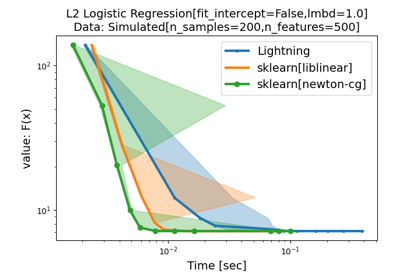 L2 Logistic Regression[fit_intercept=False,lmbd=1.0]
Data: Simulated[n_samples=200,n_features=500]
Lightning
sklearn[liblinear]
sklearn[newton-cg]
value: F(x)
10²
10¹
10⁻²
10⁻¹
Time [sec]